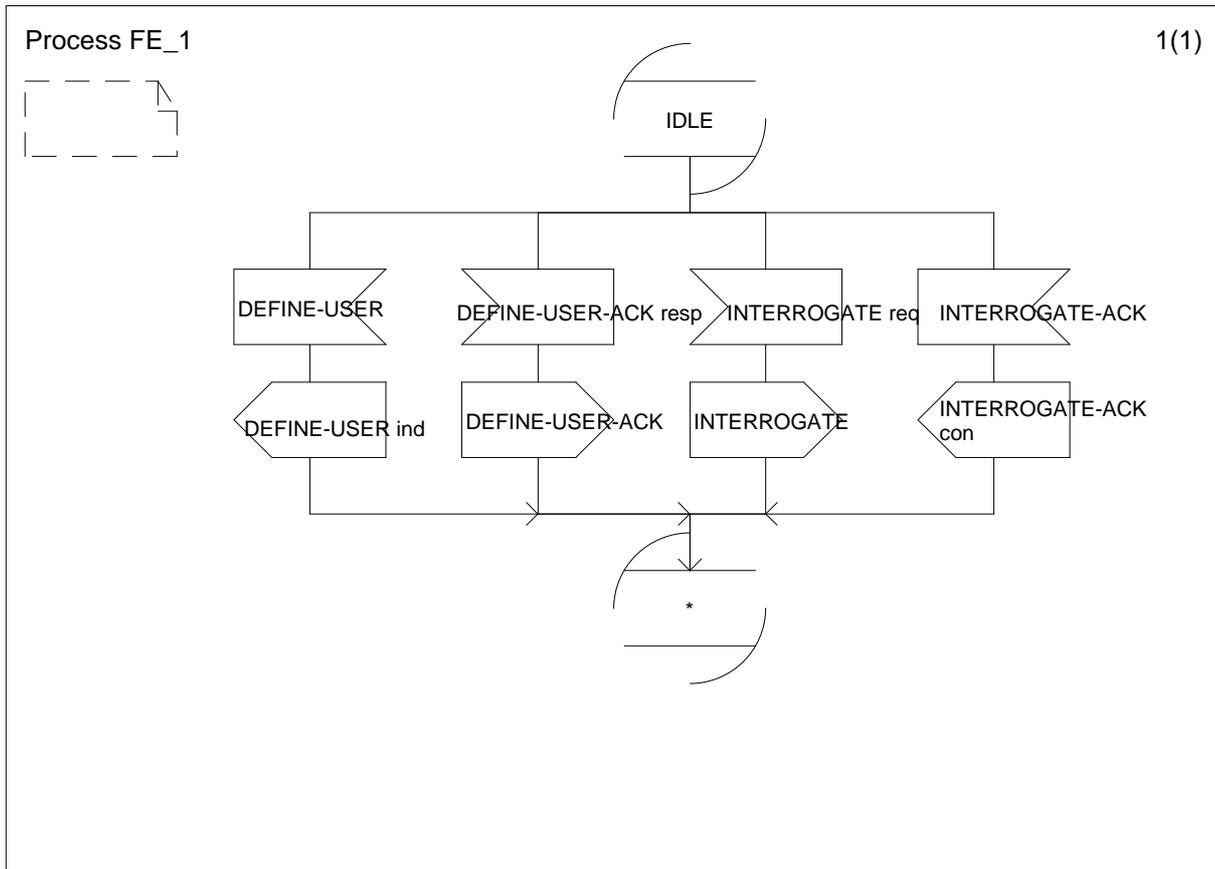 Process FE_1
1(1)
IDLE
DEFINE-USER
DEFINE-USER-ACK resp
INTERROGATE req
INTERROGATE-ACK
DEFINE-USER ind
DEFINE-USER-ACK
INTERROGATE
INTERROGATE-ACK
con
*